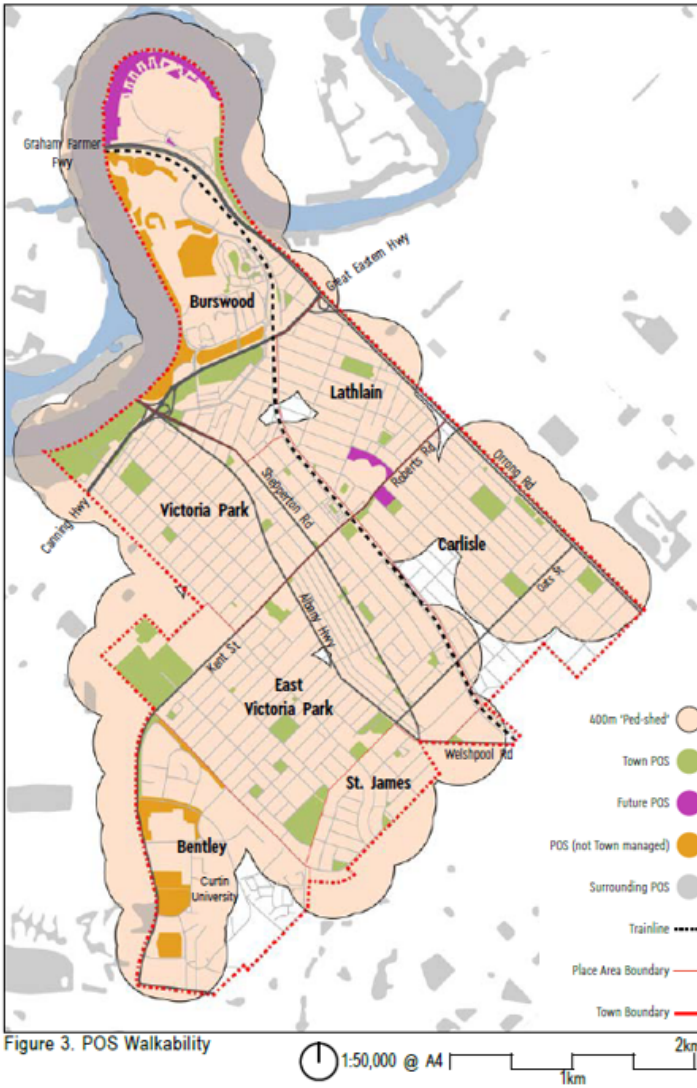 Graham Farmer
Fwy
Great Eastern Hwy
Burswood
Lathlain
Orrong Rd
Roberts Rd
Shepperton Rd
Canning Hwy
Victoria Park
Carlisle
Oats St
Albany Hwy
Kent St
East
Victoria Park
400m 'Ped-shed'
Town POS
Welshpool Rd
St. James
Future POS
Bentley
POS (not Town managed)
Curtin
University
Surrounding POS
Trainline
Place Area Boundary
Town Boundary
Figure 3. POS Walkability
1:50,000 @ A4
1km
2km